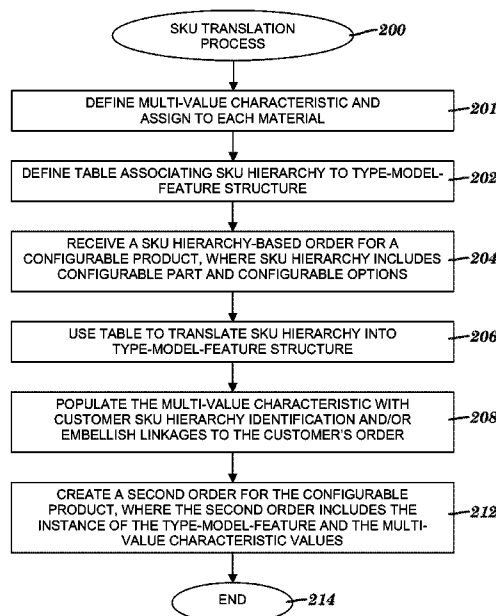 SKU TRANSLATION
PROCESS
200
DEFINE MULTI-VALUE CHARACTERISTIC AND
ASSIGN TO EACH MATERIAL
201
DEFINE TABLE ASSOCIATING SKU HIERARCHY TO TYPE-MODEL-
FEATURE STRUCTURE
202
RECEIVE A SKU HIERARCHY-BASED ORDER FOR A
CONFIGURABLE PRODUCT, WHERE SKU HIERARCHY INCLUDES
CONFIGURABLE PART AND CONFIGURABLE OPTIONS
204
USE TABLE TO TRANSLATE SKU HIERARCHY INTO
TYPE-MODEL-FEATURE STRUCTURE
206
POPULATE THE MULTI-VALUE CHARACTERISTIC WITH
CUSTOMER SKU HIERARCHY IDENTIFICATION AND/OR
EMBELLISH LINKAGES TO THE CUSTOMER'S ORDER
208
CREATE A SECOND ORDER FOR THE CONFIGURABLE
PRODUCT, WHERE THE SECOND ORDER INCLUDES THE
INSTANCE OF THE TYPE-MODEL-FEATURE AND THE MULTI-
VALUE CHARACTERISTIC VALUES
212
END
214